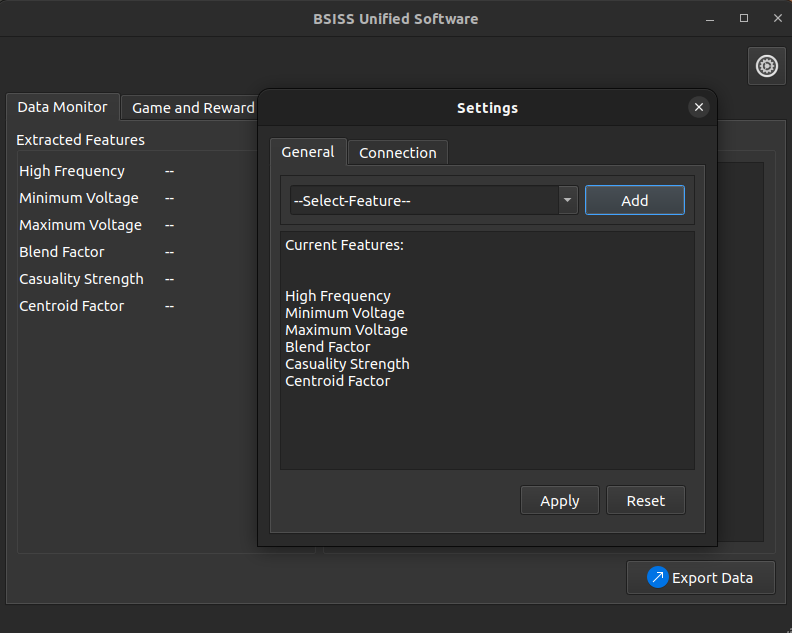 BSISS Unified Software
Data Monitor
Game and Reward
Extracted Features
High Frequency --
Minimum Voltage --
Maximum Voltage --
Blend Factor --
Casuality Strength --
Centroid Factor --
Settings
General
Connection
--Select-Feature--
Add
Current Features:
High Frequency
Minimum Voltage
Maximum Voltage
Blend Factor
Casuality Strength
Centroid Factor
Apply
Reset
Export Data